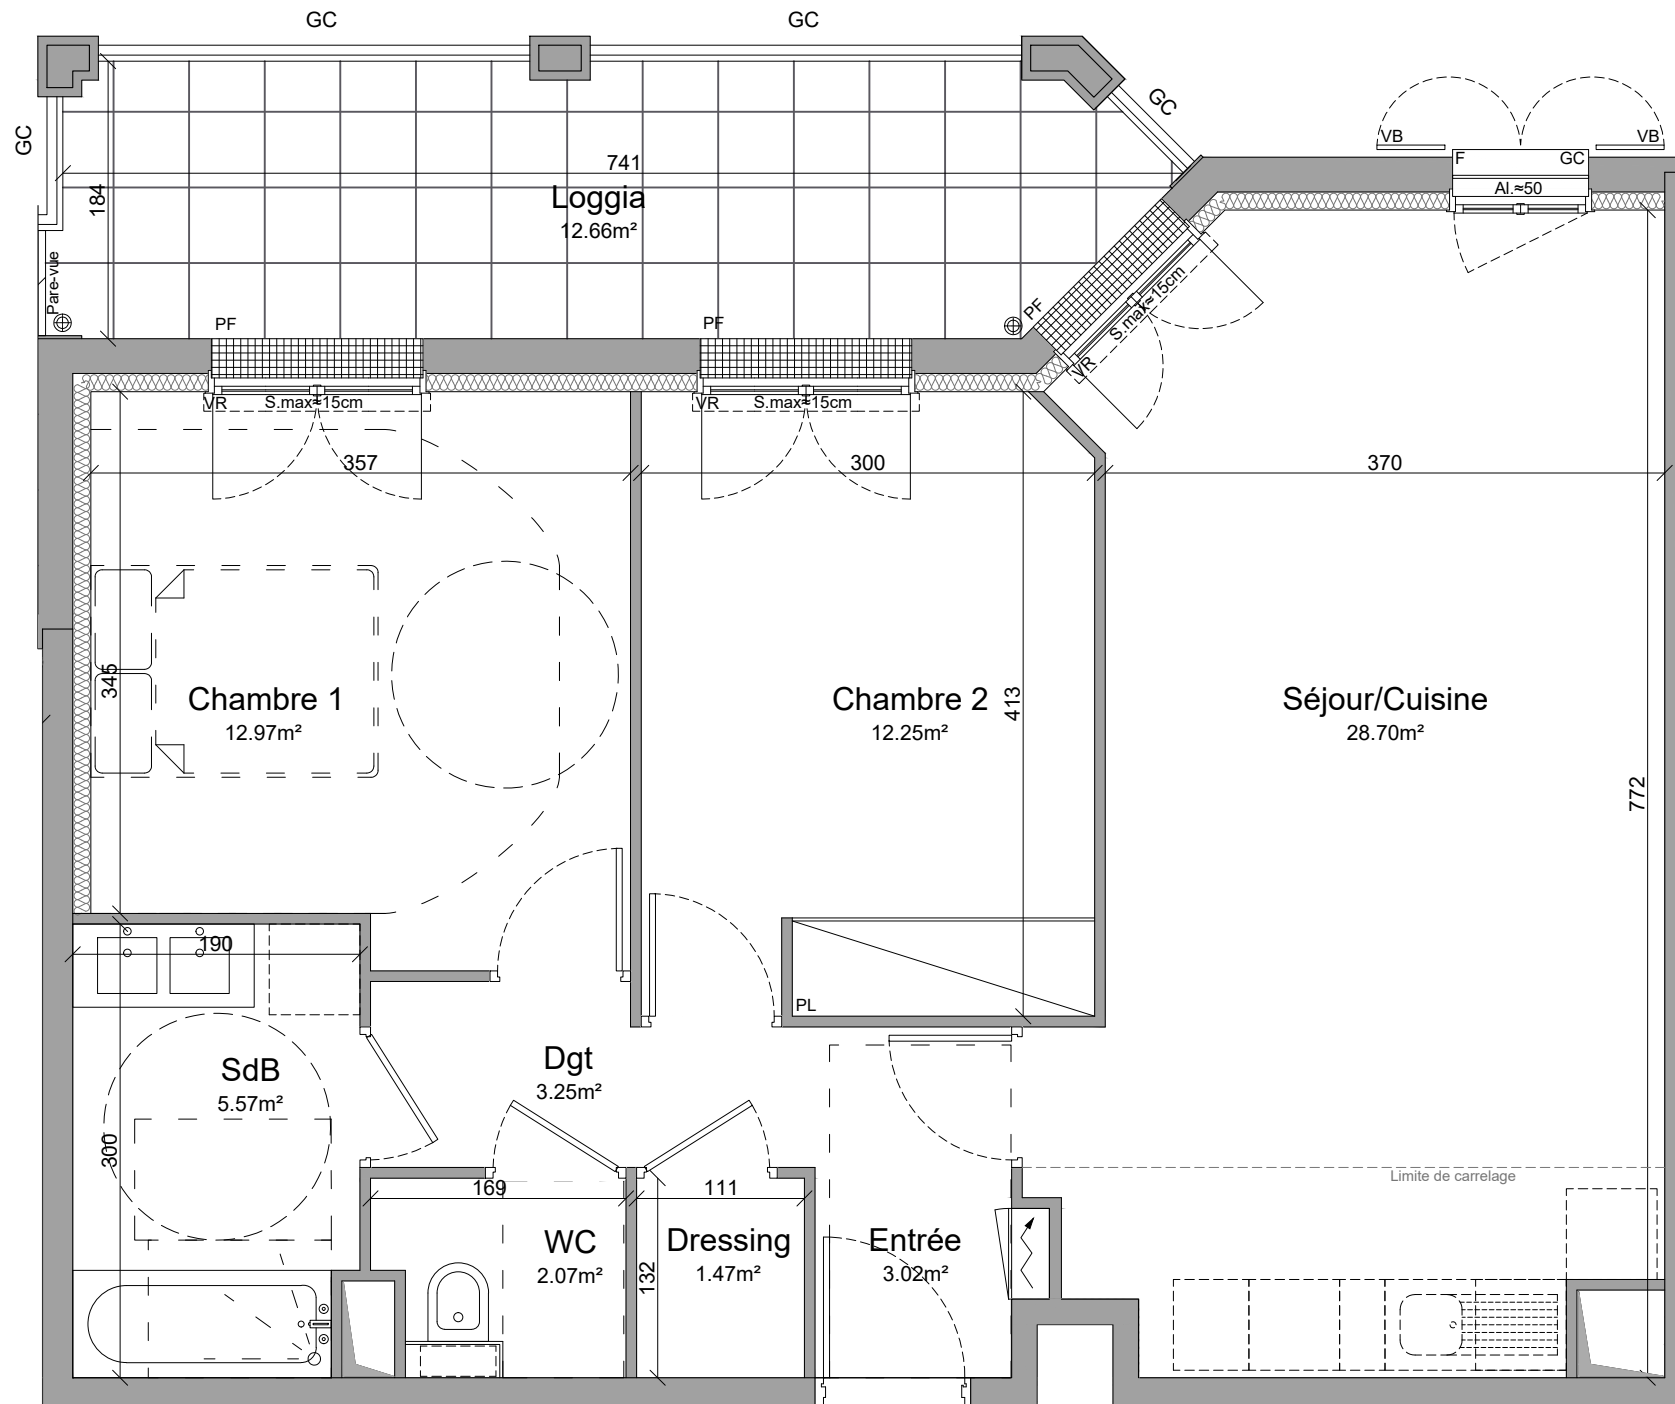 GC
GC
GC
GC
VB
VB
F
GC
Al.≈50
741
184
Loggia
12.66m²
Pare-vue
PF
PF
PF
S.max≈15cm
VR
VR
S.max≈15cm
VR
S.max≈15cm
357
300
370
345
Chambre 1
12.97m²
Chambre 2
12.25m²
413
Séjour/Cuisine
28.70m²
772
190
PL
SdB
5.57m²
Dgt
3.25m²
300
169
111
Limite de carrelage
WC
2.07m²
132
Dressing
1.47m²
Entrée
3.02m²